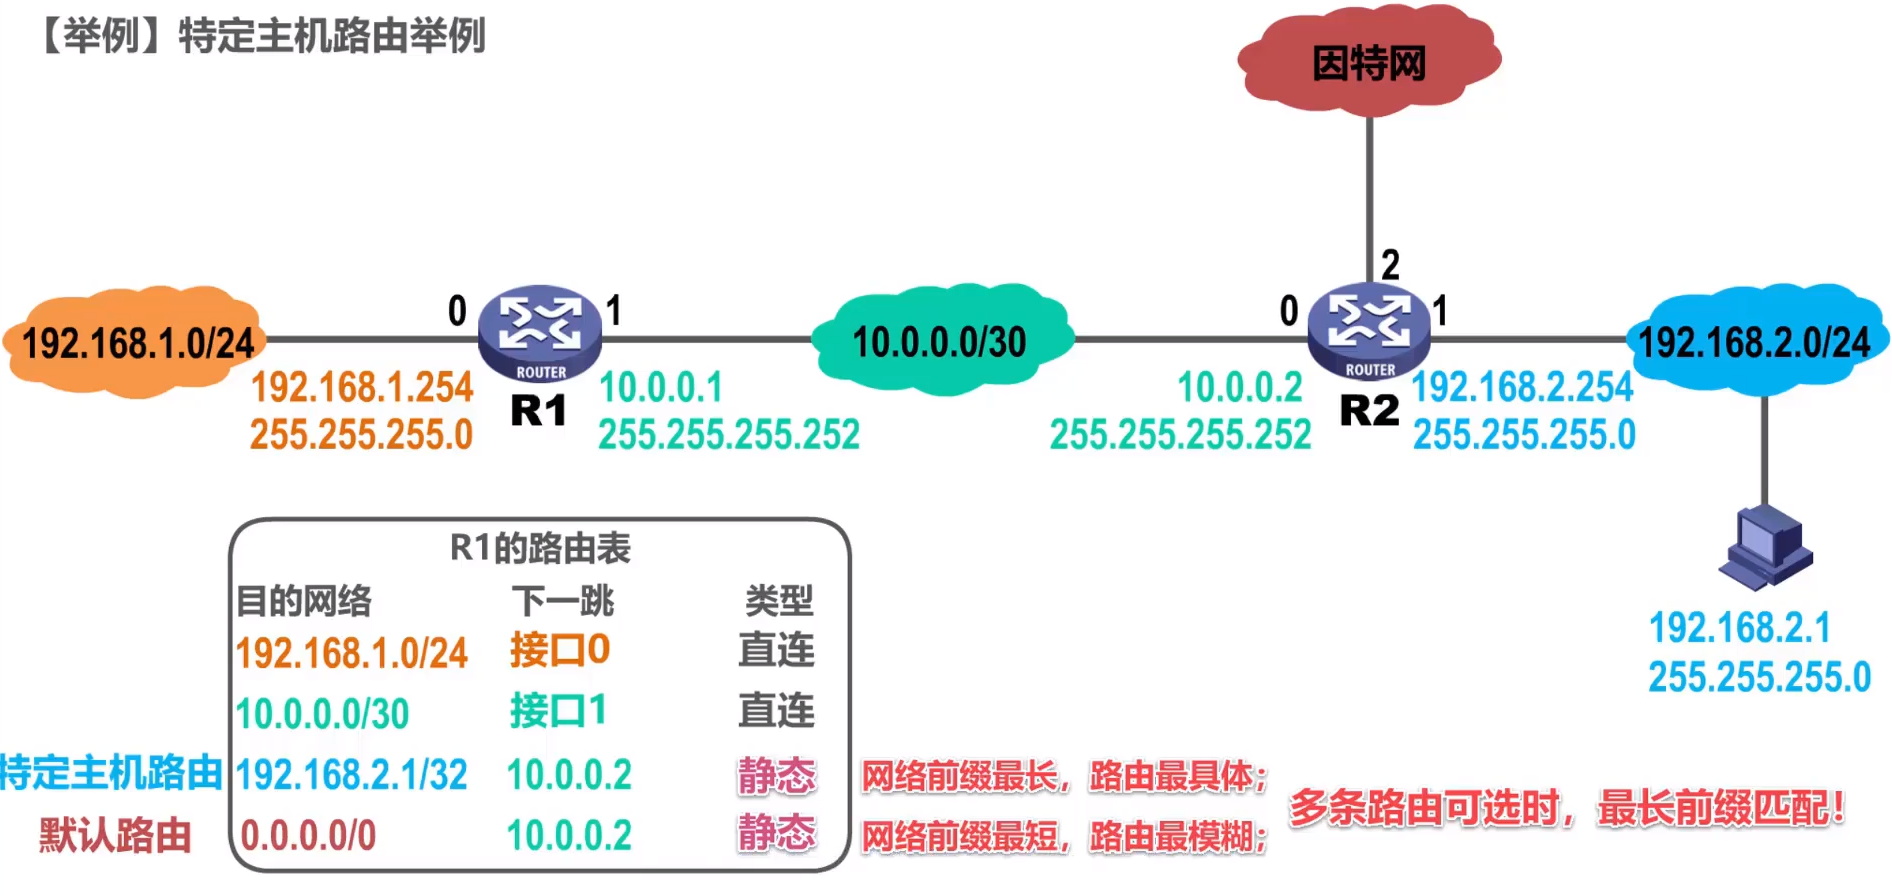 【举例】特定主机路由举例
因特网
2
0
1
0
1
192.168.1.0/24
10.0.0.0/30
192.168.2.0/24
ROUTER
ROUTER
192.168.1.254
255.255.255.0
R1
10.0.0.1
255.255.255.252
10.0.0.2
255.255.255.252
R2
192.168.2.254
255.255.255.0
192.168.2.1
255.255.255.0
R1的路由表
目的网络 下一跳 类型
192.168.1.0/24 接口0 直连
10.0.0.0/30 接口1 直连
特定主机路由 192.168.2.1/32 10.0.0.2 静态 网络前缀最长，路由最具体；
默认路由 0.0.0.0/0 10.0.0.2 静态 网络前缀最短，路由最模糊；
多条路由可选时，最长前缀匹配！